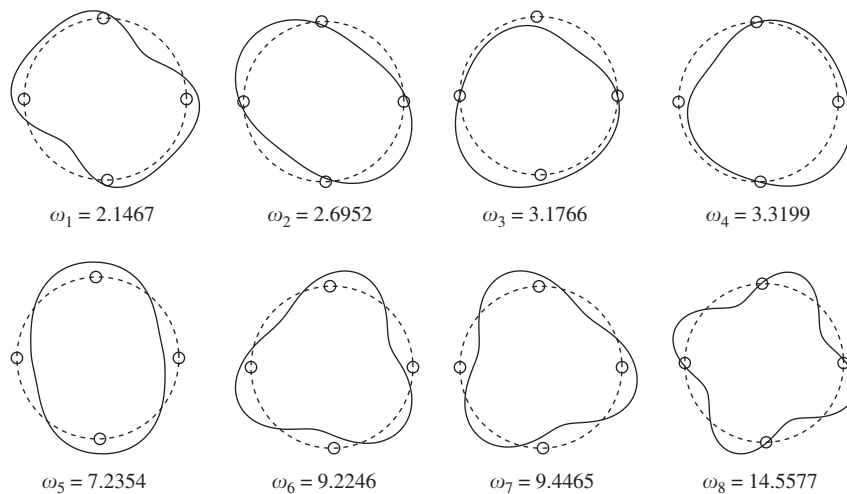 ω1 = 2.1467
ω2 = 2.6952
ω3 = 3.1766
ω4 = 3.3199
ω5 = 7.2354
ω6 = 9.2246
ω7 = 9.4465
ω8 = 14.5577